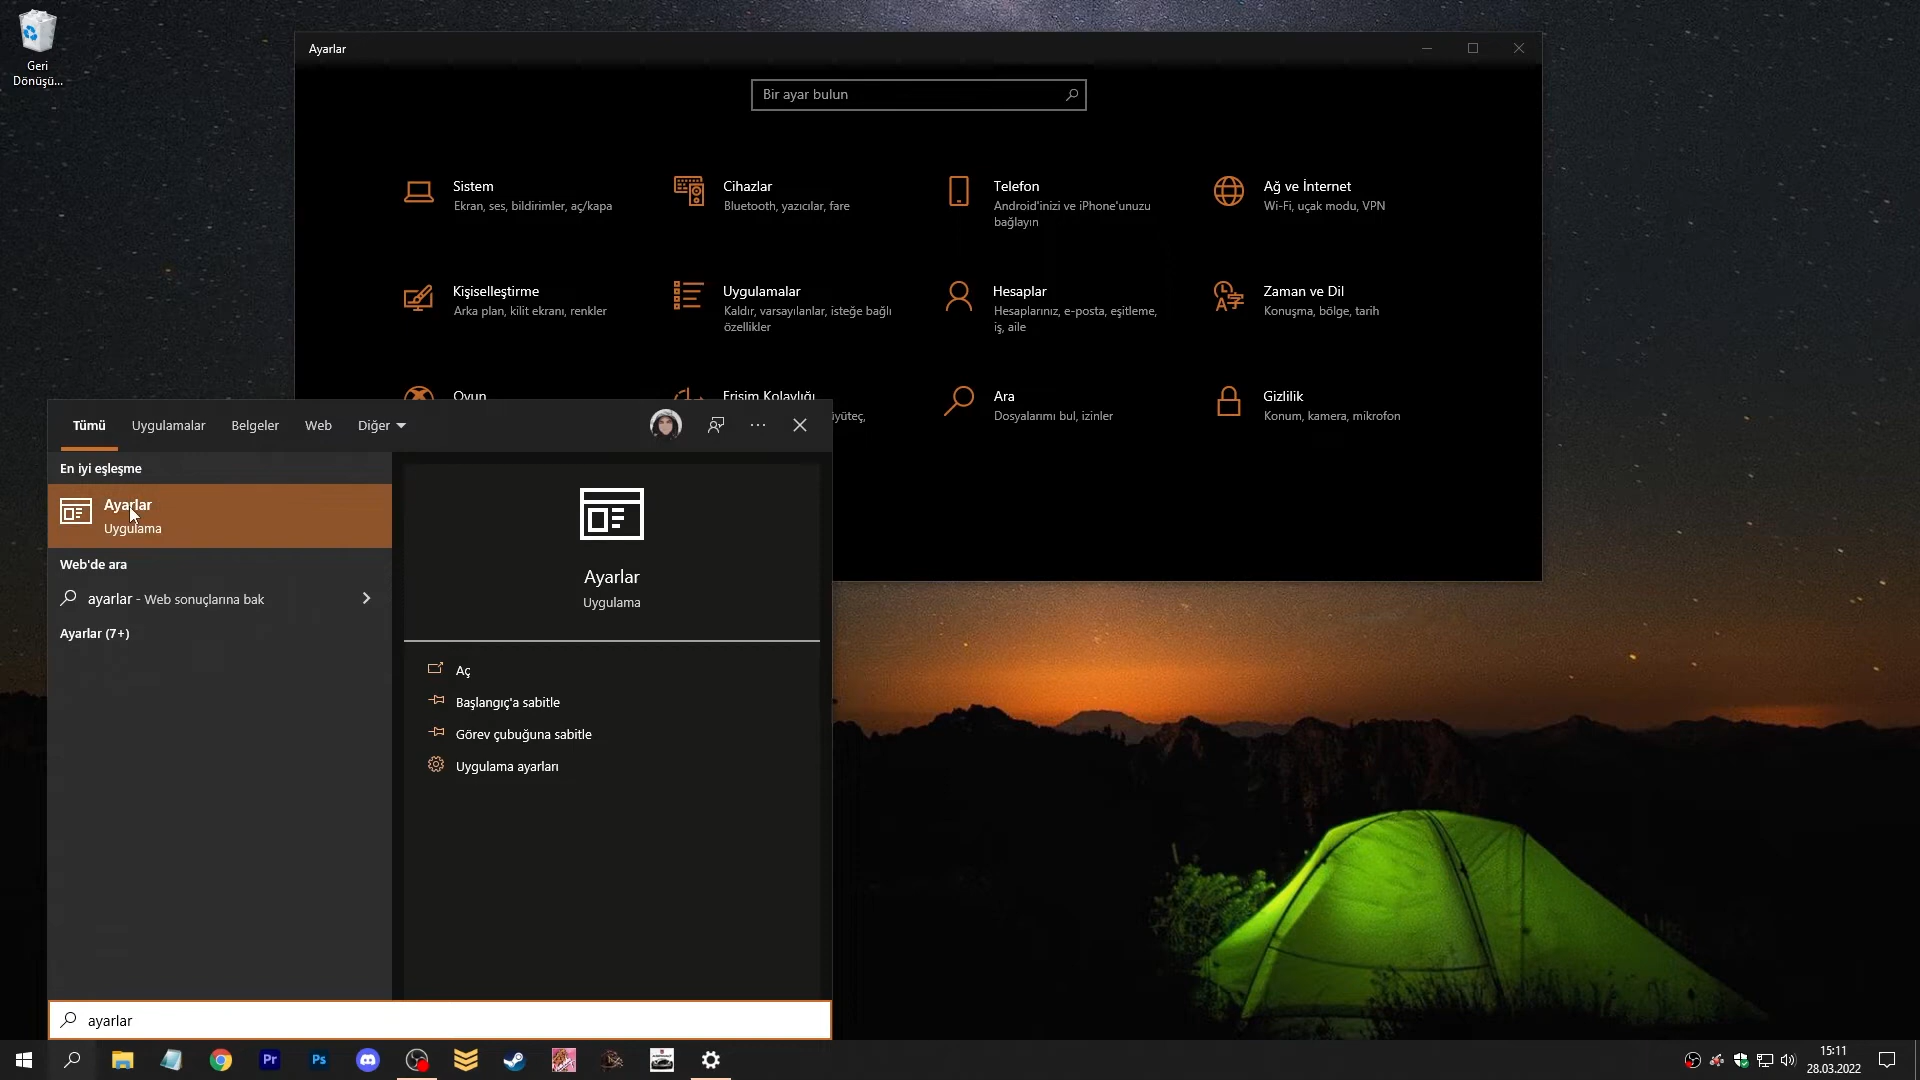 Geri
Dönüşü...
Ayarlar
Bir ayar bulun
Sistem
Ekran, ses, bildirimler, aç/kapa
Cihazlar
Bluetooth, yazıcılar, fare
Telefon
Android'inizi ve iPhone'unuzu
bağlayın
Ağ ve İnternet
Wi-Fi, uçak modu, VPN
Kişiselleştirme
Arka plan, kilit ekranı, renkler
Uygulamalar
Kaldır, varsayılanlar, isteğe bağlı
özellikler
Hesaplar
Hesaplarınız, e-posta, eşitleme,
iş, aile
Zaman ve Dil
Konuşma, bölge, tarih
Oyun
Erişim Kolaylığı
Ara
Dosyalarımı bul, izinler
Gizlilik
Konum, kamera, mikrofon
Tümü
Uygulamalar
Belgeler
Web
Diğer
En iyi eşleşme
Ayarlar
Uygulama
Web'de ara
ayarlar - Web sonuçlarına bak
Ayarlar (7+)
Ayarlar
Uygulama
Aç
Başlangıç'a sabitle
Görev çubuğuna sabitle
Uygulama ayarları
ayarlar
Pr
Ps
15:11
28.03.2022